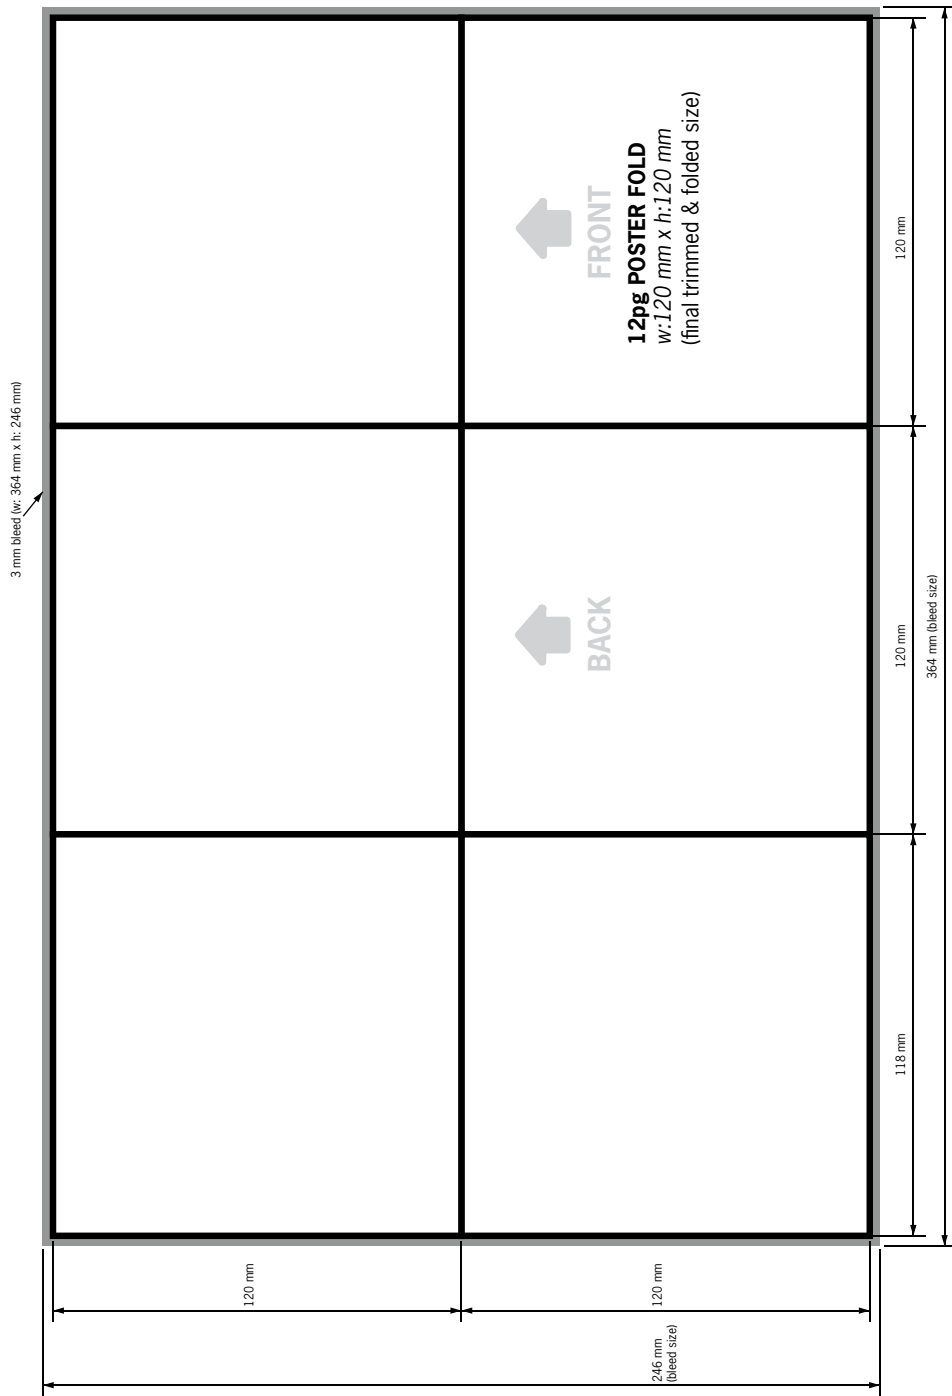 3 mm bleed (w: 364 mm x h: 246 mm)
BACK
FRONT
12pg POSTER FOLD
w:120 mm x h:120 mm
(final trimmed & folded size)
120 mm
120 mm
246 mm
(bleed size)
118 mm
120 mm
120 mm
364 mm (bleed size)